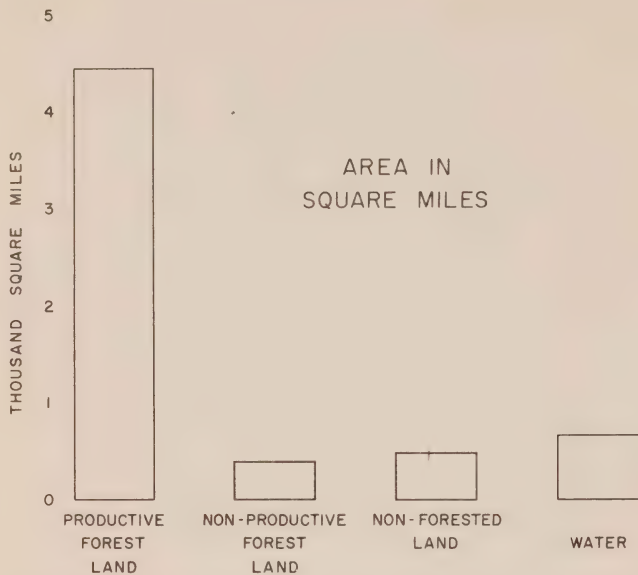 5
4
3
2
1
0
THOUSAND SQUARE MILES
AREA IN
SQUARE MILES
PRODUCTIVE
FOREST
LAND
NON-PRODUCTIVE
FOREST
LAND
NON-FORESTED
LAND
WATER